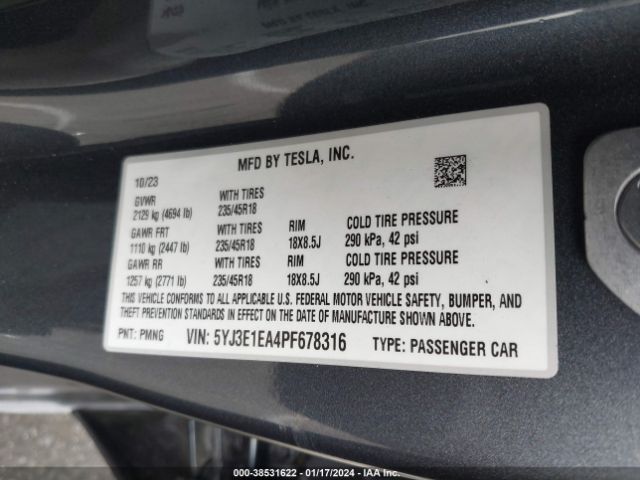 MFD BY TESLA, INC.
10/23
GVWR WITH TIRES
2129 kg (4694 lb) 235/45R18
GAWR FRT WITH TIRES RIM COLD TIRE PRESSURE
1110 kg (2447 lb) 235/45R18 18X8.5J 290 kPa, 42 psi
GAWR RR WITH TIRES RIM COLD TIRE PRESSURE
1257 kg (2771 lb) 235/45R18 18X8.5J 290 kPa, 42 psi
THIS VEHICLE CONFORMS TO ALL APPLICABLE U.S. FEDERAL MOTOR VEHICLE SAFETY, BUMPER, AND
THEFT PREVENTION STANDARDS IN EFFECT ON THE DATE OF MANUFACTURE SHOWN ABOVE.
PNT: PMNG VIN: 5YJ3E1EA4PF678316 TYPE: PASSENGER CAR
000-38531622 - 01/17/2024 - IAA Inc.